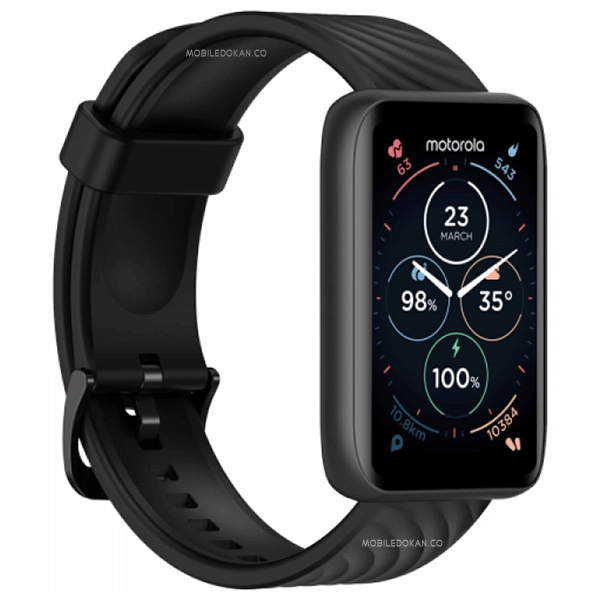 MOBILEDOKAN.CO
motorola
63
543
23
MARCH
98%
35°
100%
10.8km
10384
MOBILEDOKAN.CO